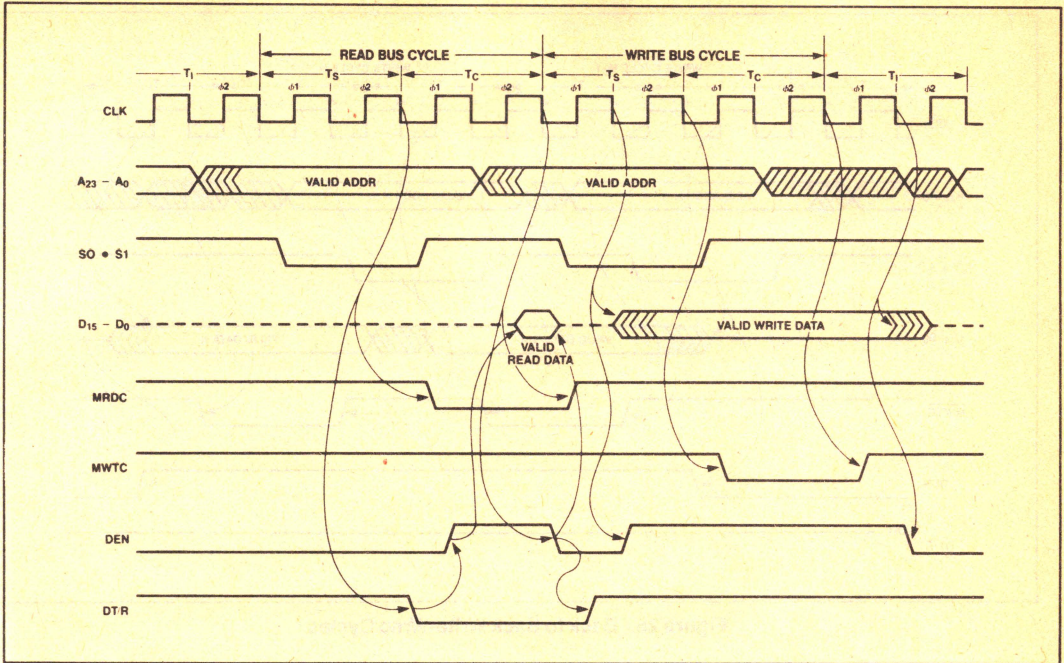 READ BUS CYCLE WRITE BUS CYCLE
TI TS TC TS TC TI
ϕ2 ϕ1 ϕ2 ϕ1 ϕ2 ϕ1 ϕ2 ϕ1 ϕ2 ϕ1 ϕ2
CLK
A23 – A0 VALID ADDR VALID ADDR
SO • S1
D15 – D0 VALID READ DATA VALID WRITE DATA
MRDC
MWTC
DEN
DT/R